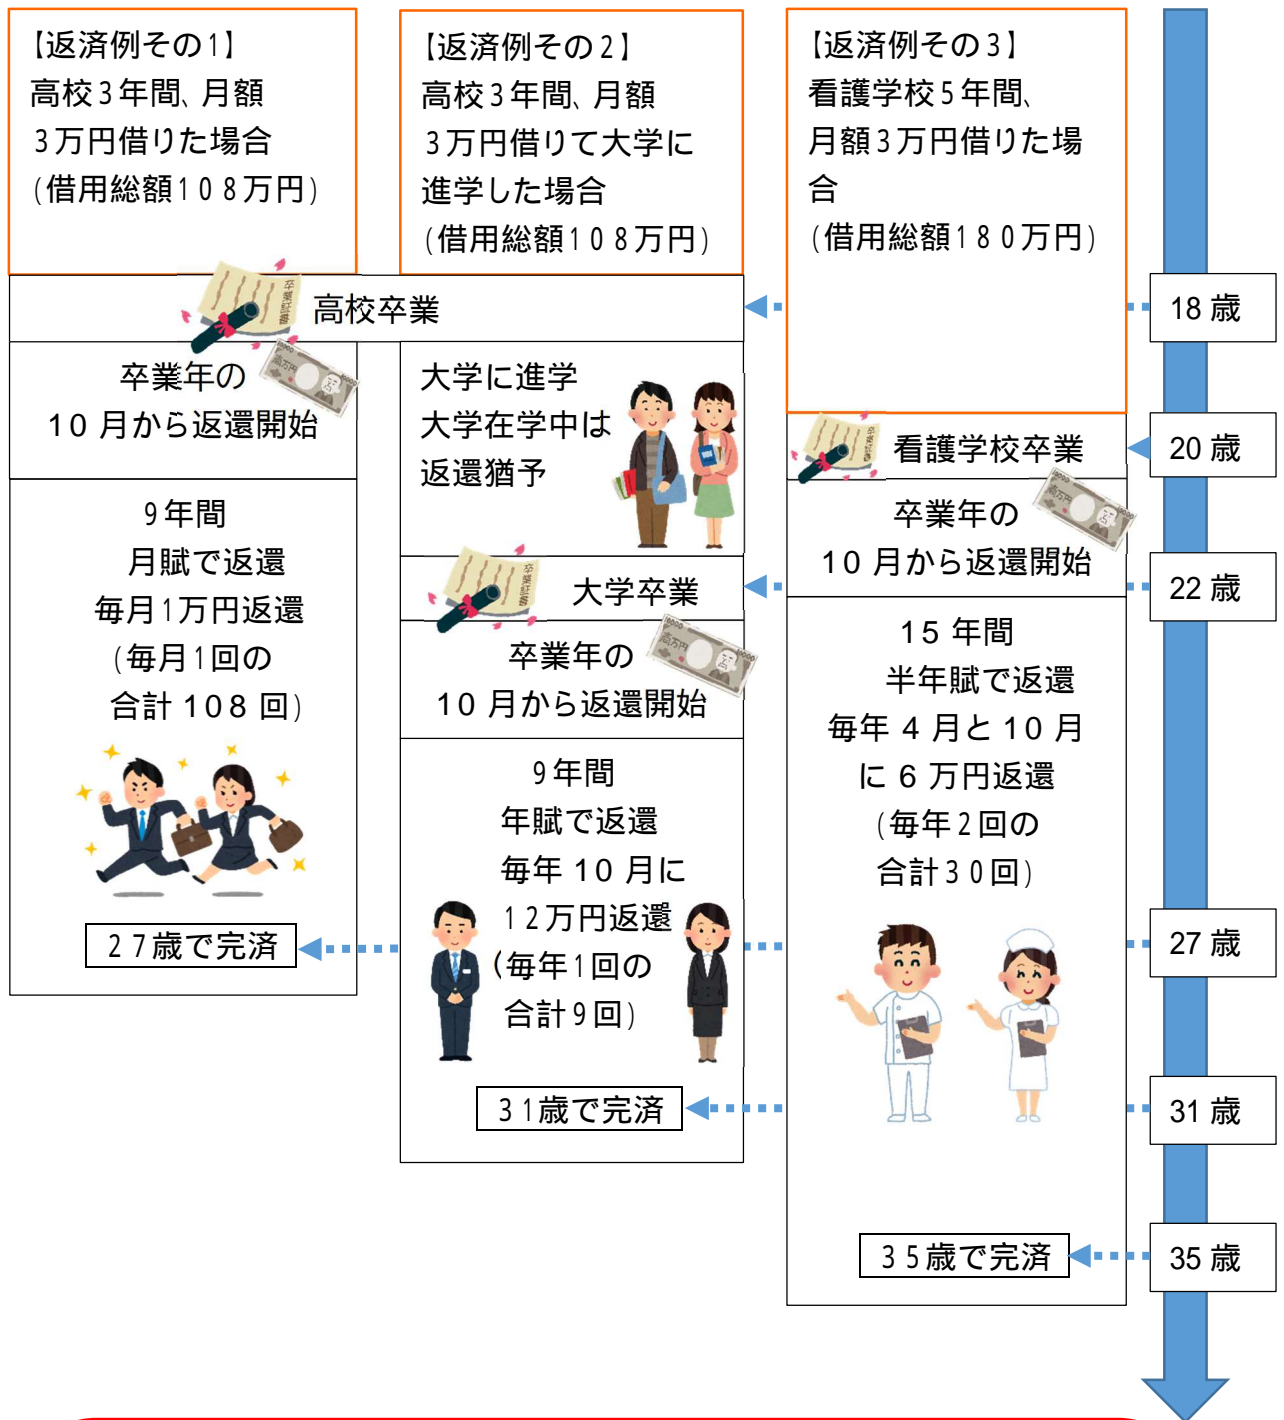 【返済例その1】
高校3年間、月額
3万円借りた場合
(借用総額108万円)
【返済例その2】
高校3年間、月額
3万円借りて大学に
進学した場合
(借用総額108万円)
【返済例その3】
看護学校5年間、
月額3万円借りた場
合
(借用総額180万円)
高校卒業
18歳
卒業年の
10月から返還開始
大学に進学
大学在学中は
返還猶予
看護学校卒業
20歳
9年間
月賦で返還
毎月1万円返還
(毎月1回の
合計108回)
27歳で完済
大学卒業
22歳
卒業年の
10月から返還開始
9年間
年賦で返還
毎年10月に
12万円返還
(毎年1回の
合計9回)
31歳で完済
卒業年の
10月から返還開始
15年間
半年賦で返還
毎年4月と10月
に6万円返還
(毎年2回の
合計30回)
35歳で完済
27歳
31歳
35歳